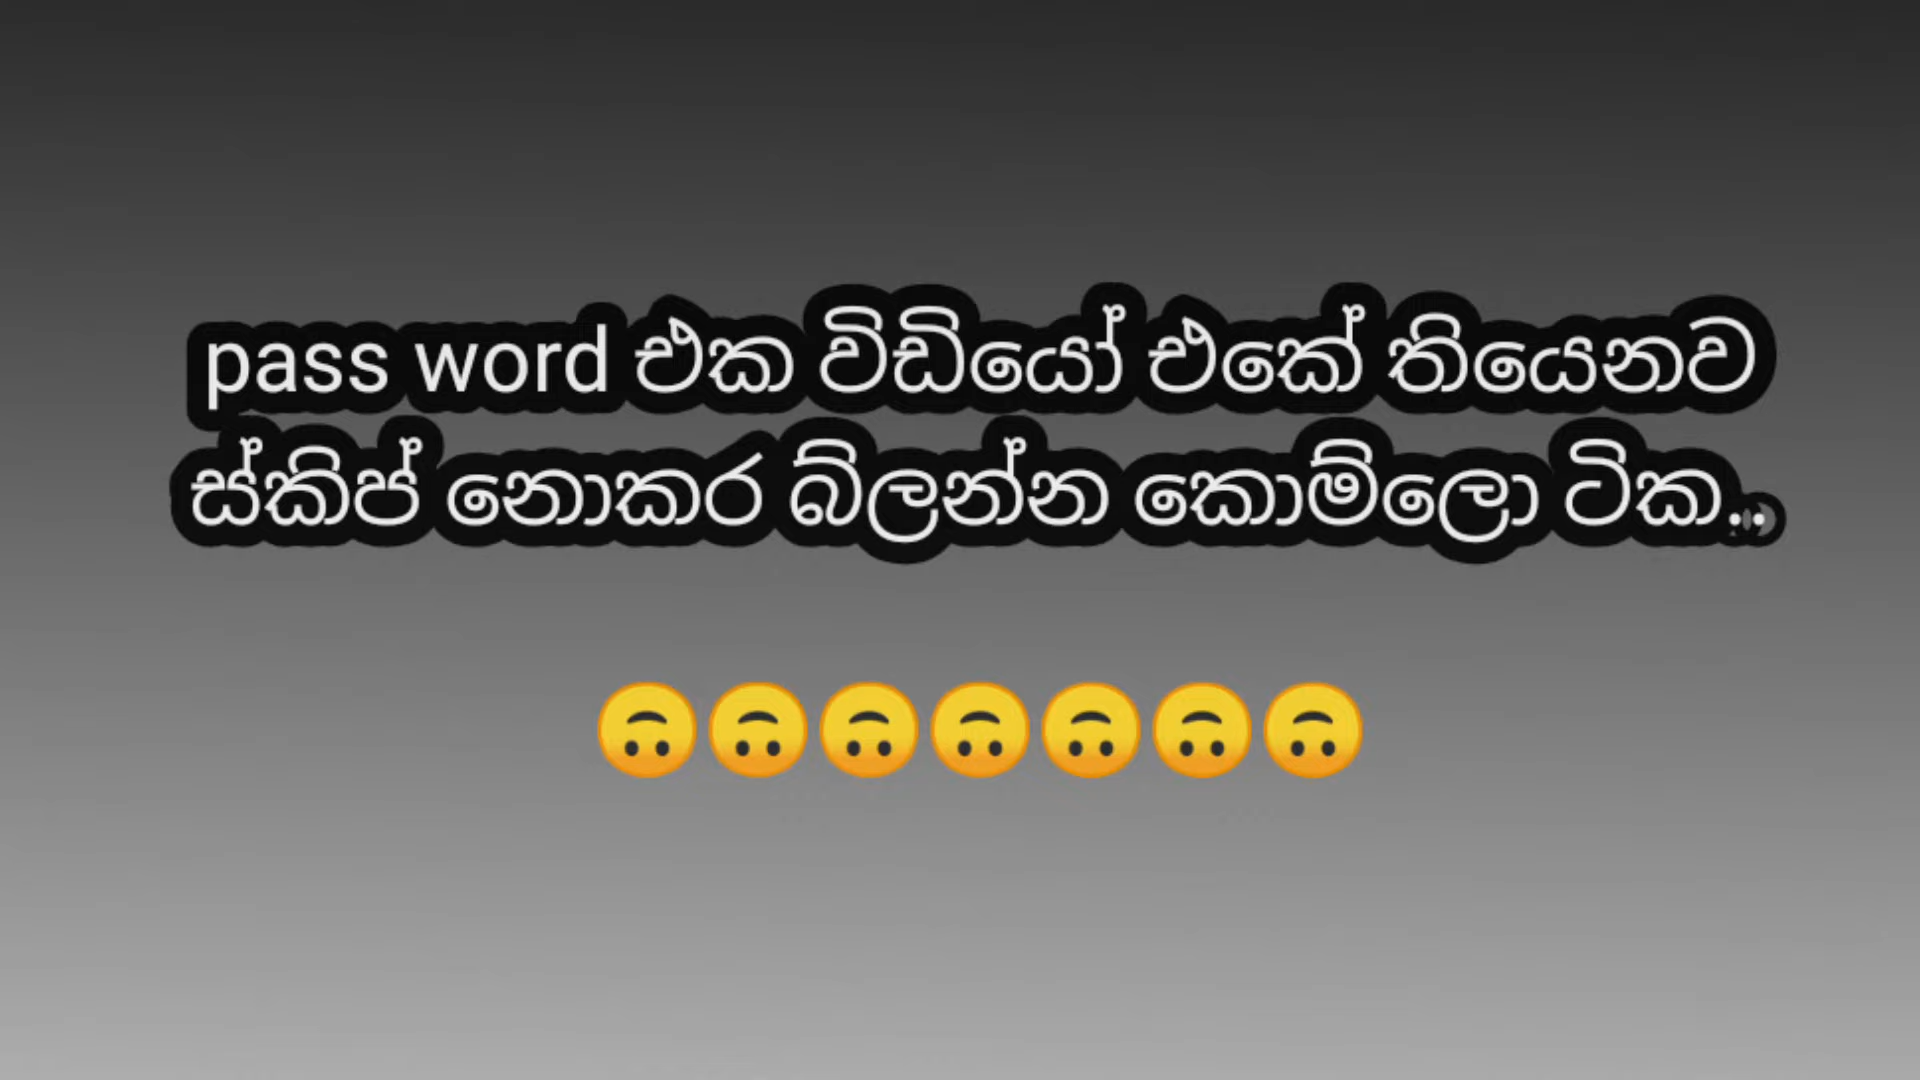 pass word එක විඩියෝ එකේ තියෙනව
ස්කිප් නොකර බ්ලන්න කොම්ලො ටික..
🙃🙃🙃🙃🙃🙃🙃